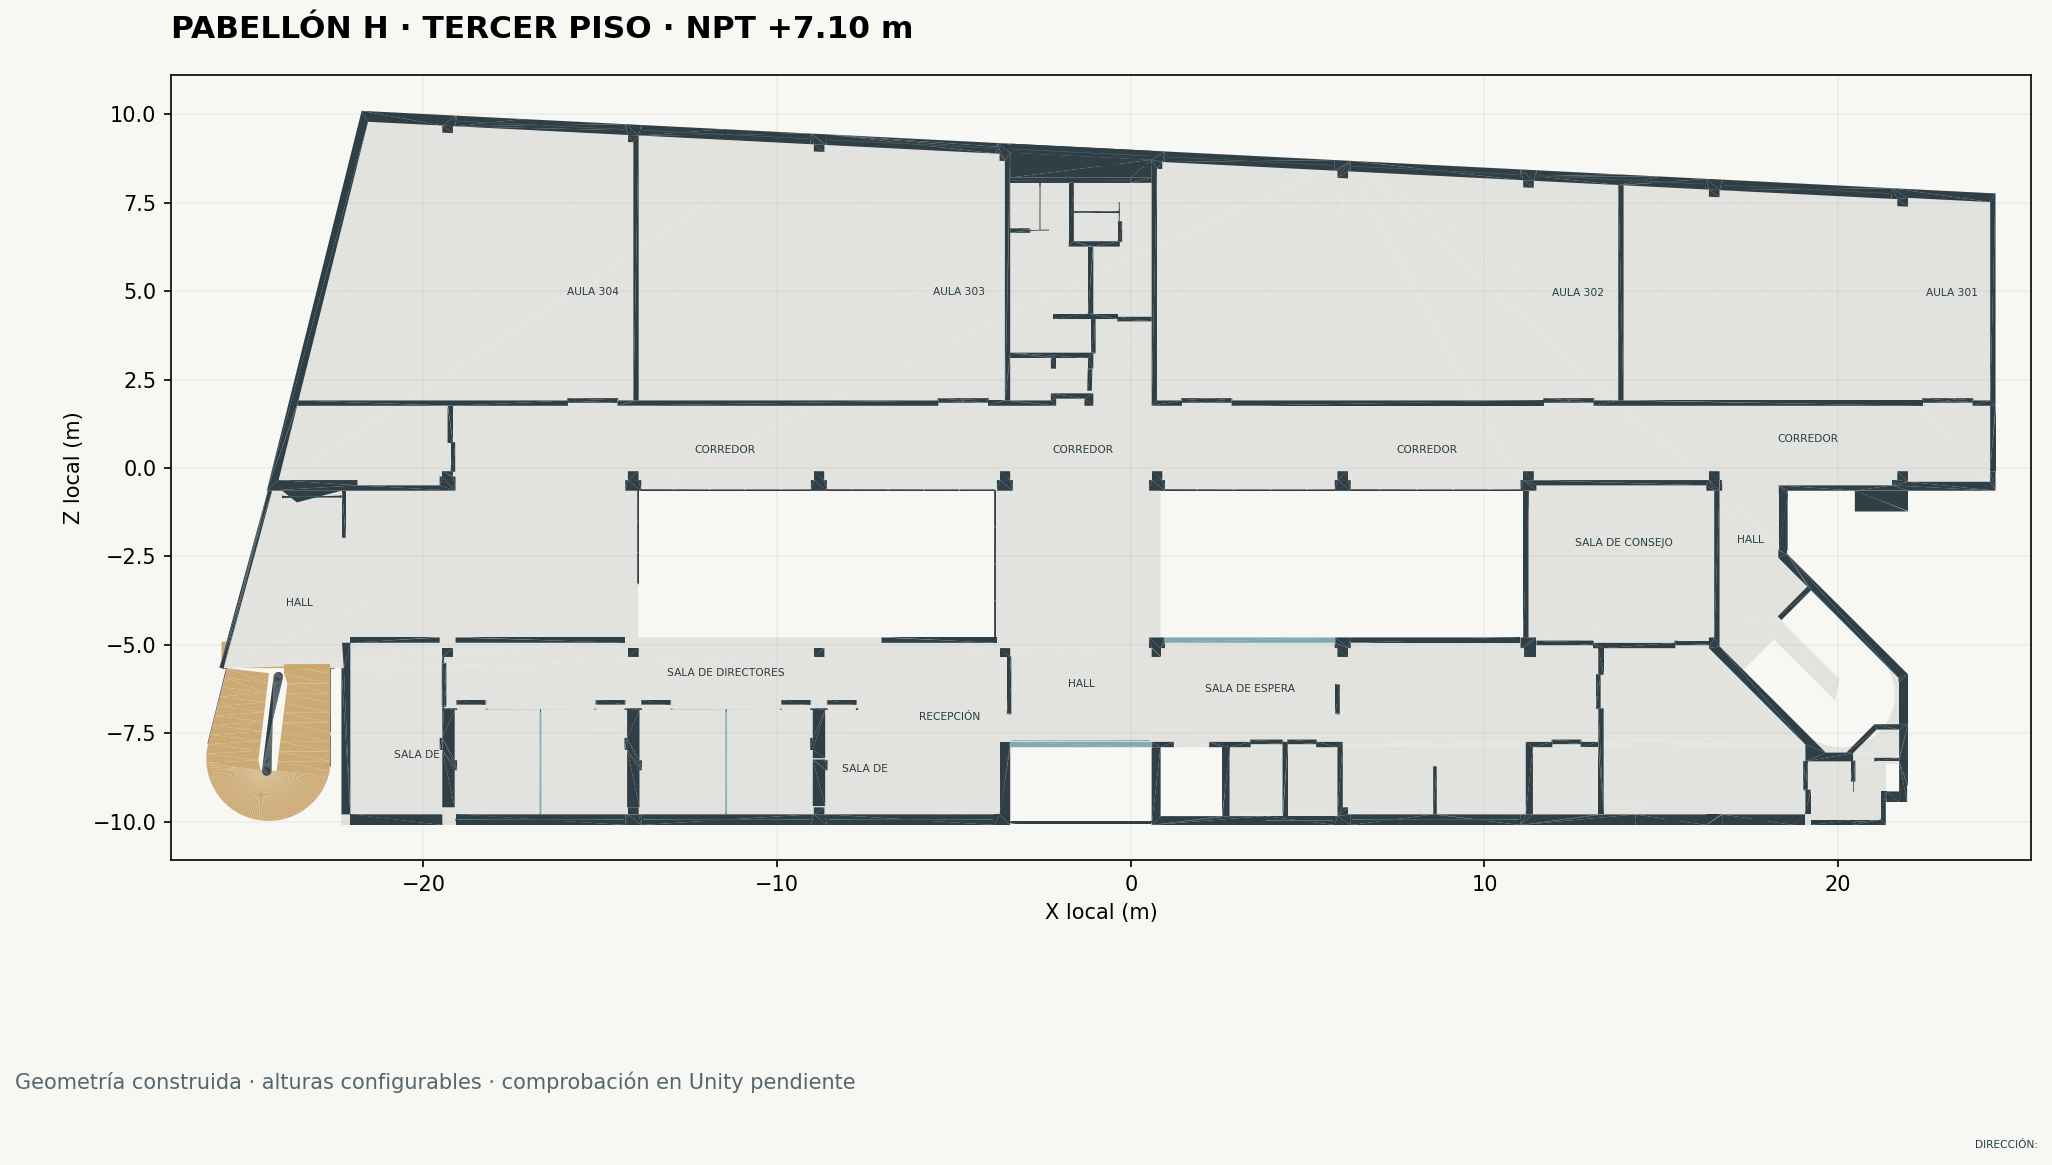 PABELLÓN H · TERCER PISO · NPT +7.10 m
10.0
7.5
5.0
2.5
0.0
−2.5
−5.0
−7.5
−10.0
Z local (m)
AULA 304
AULA 303
AULA 302
AULA 301
CORREDOR
CORREDOR
CORREDOR
CORREDOR
SALA DE CONSEJO
HALL
HALL
SALA DE DIRECTORES
HALL
SALA DE ESPERA
RECEPCIÓN
SALA DE
SALA DE
−20
−10
0
10
20
X local (m)
Geometría construida · alturas configurables · comprobación en Unity pendiente
DIRECCIÓN: